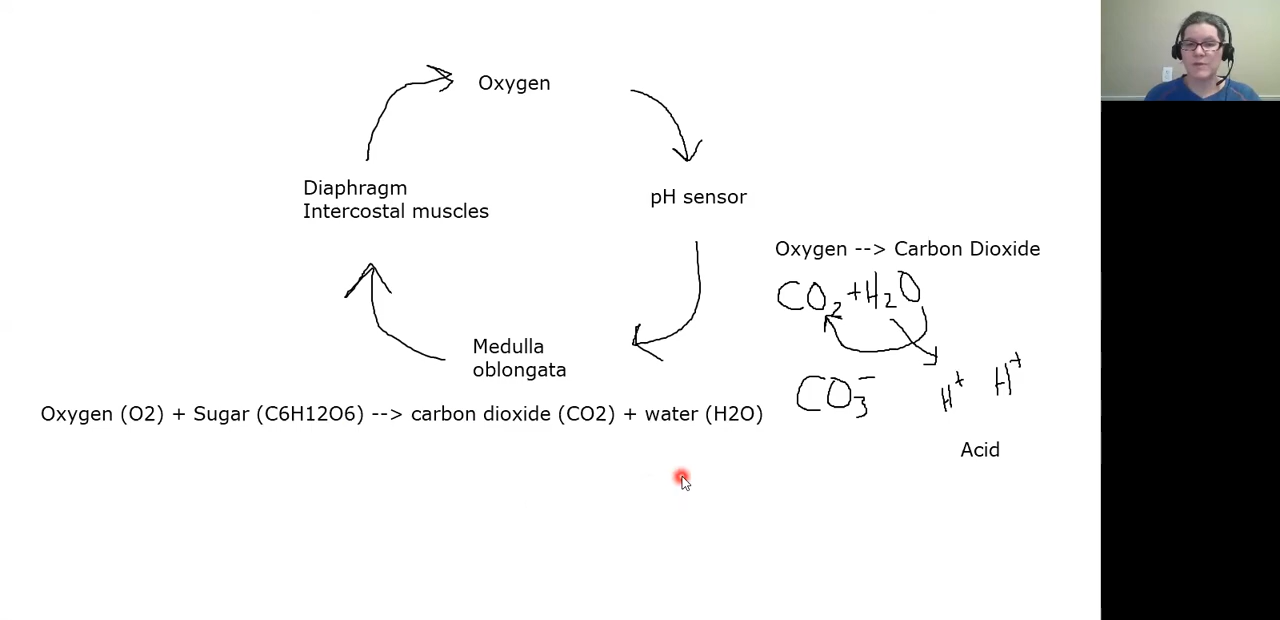 Oxygen
Diaphragm
Intercostal muscles
pH sensor
Medulla
oblongata
Oxygen --> Carbon Dioxide
CO2+H2O
CO3- H+ H+
Acid
Oxygen (O2) + Sugar (C6H12O6) --> carbon dioxide (CO2) + water (H2O)